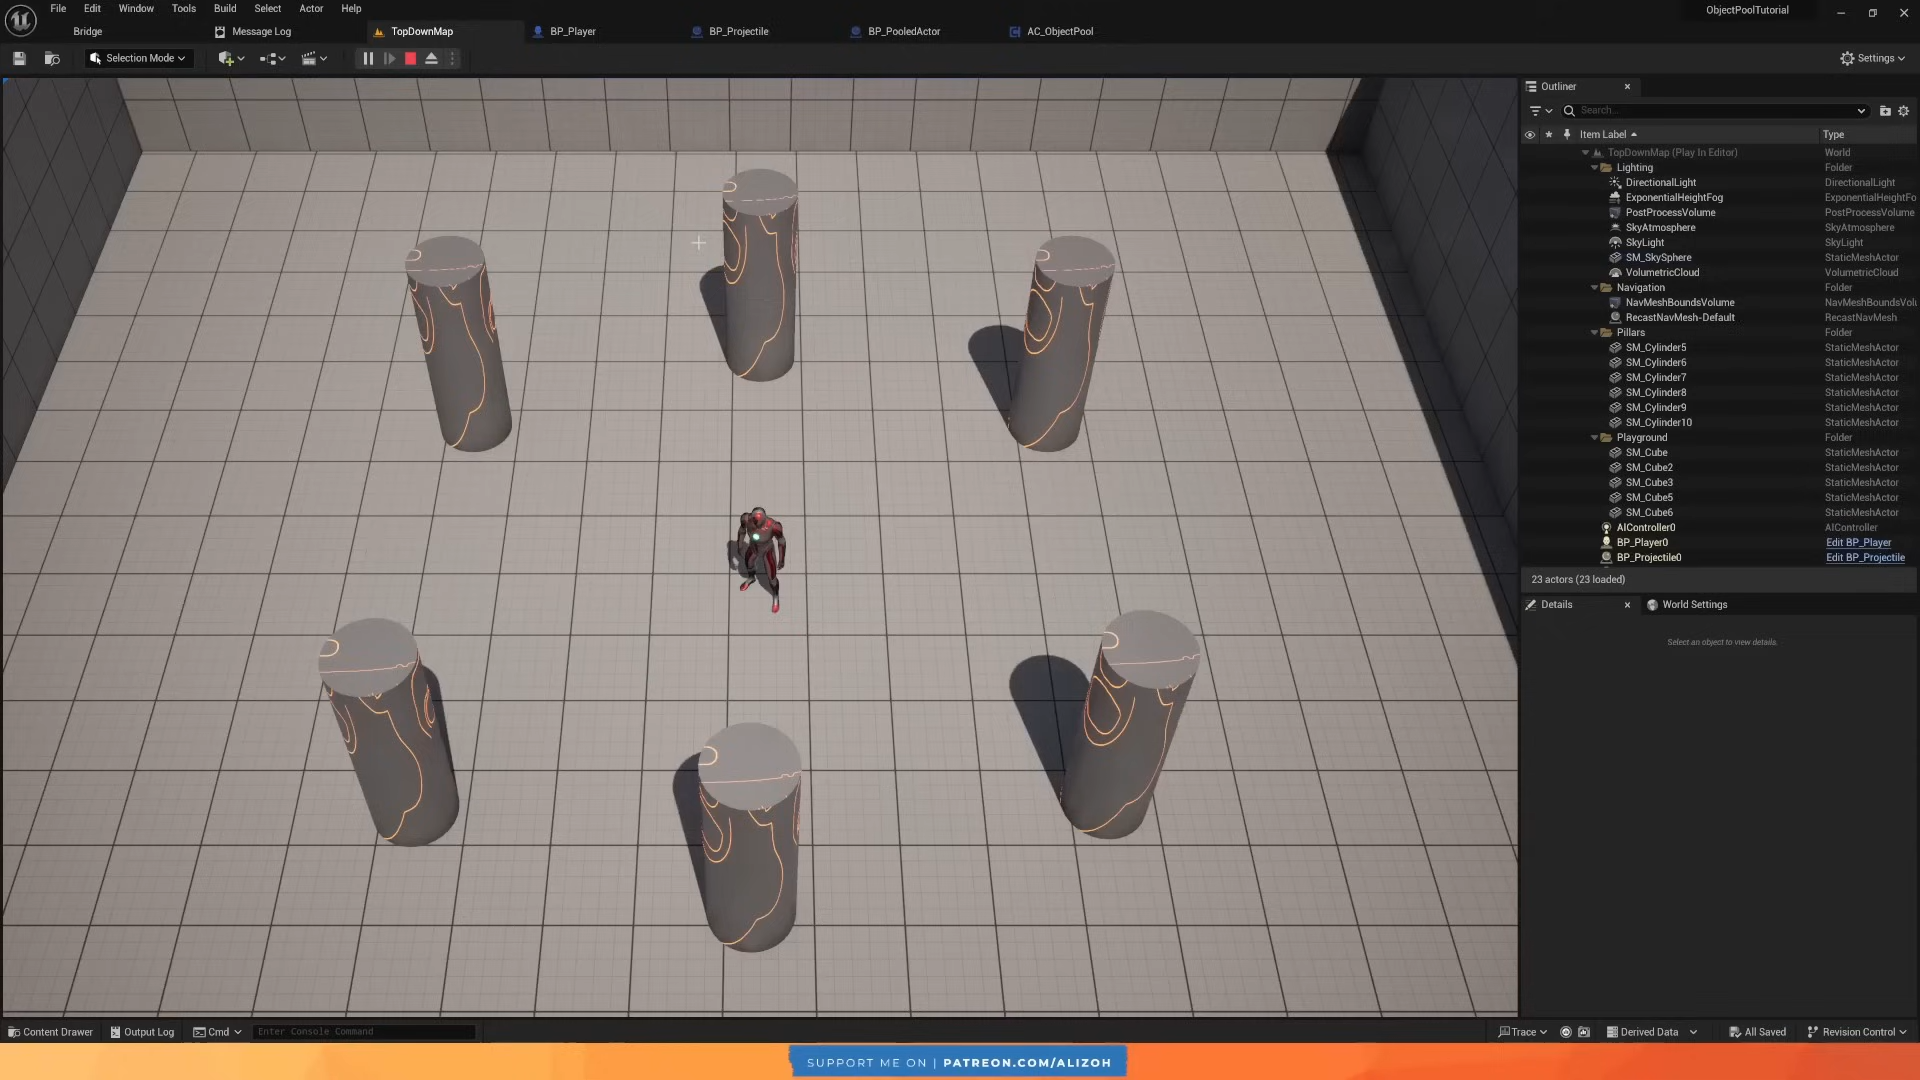 File Edit Window Tools Build Select Actor Help
ObjectPoolTutorial
Bridge
Message Log
TopDownMap
BP_Player
BP_Projectile
BP_PooledActor
AC_ObjectPool
Selection Mode
Settings
Outliner
Search...
Item Label Type
TopDownMap (Play In Editor) World
Lighting Folder
DirectionalLight DirectionalLight
ExponentialHeightFog ExponentialHeightFo
PostProcessVolume PostProcessVolume
SkyAtmosphere SkyAtmosphere
SkyLight SkyLight
SM_SkySphere StaticMeshActor
VolumetricCloud VolumetricCloud
Navigation Folder
NavMeshBoundsVolume NavMeshBoundsVolu
RecastNavMesh-Default RecastNavMesh
Pillars Folder
SM_Cylinder5 StaticMeshActor
SM_Cylinder6 StaticMeshActor
SM_Cylinder7 StaticMeshActor
SM_Cylinder8 StaticMeshActor
SM_Cylinder9 StaticMeshActor
SM_Cylinder10 StaticMeshActor
Playground Folder
SM_Cube StaticMeshActor
SM_Cube2 StaticMeshActor
SM_Cube3 StaticMeshActor
SM_Cube5 StaticMeshActor
SM_Cube6 StaticMeshActor
AIController0 AIController
BP_Player0 Edit BP_Player
BP_Projectile0 Edit BP_Projectile
23 actors (23 loaded)
Details
World Settings
Select an object to view details.
Content Drawer
Output Log
Cmd
Enter Console Command
Trace
Derived Data
All Saved
Revision Control
SUPPORT ME ON | PATREON.COM/ALIZOH